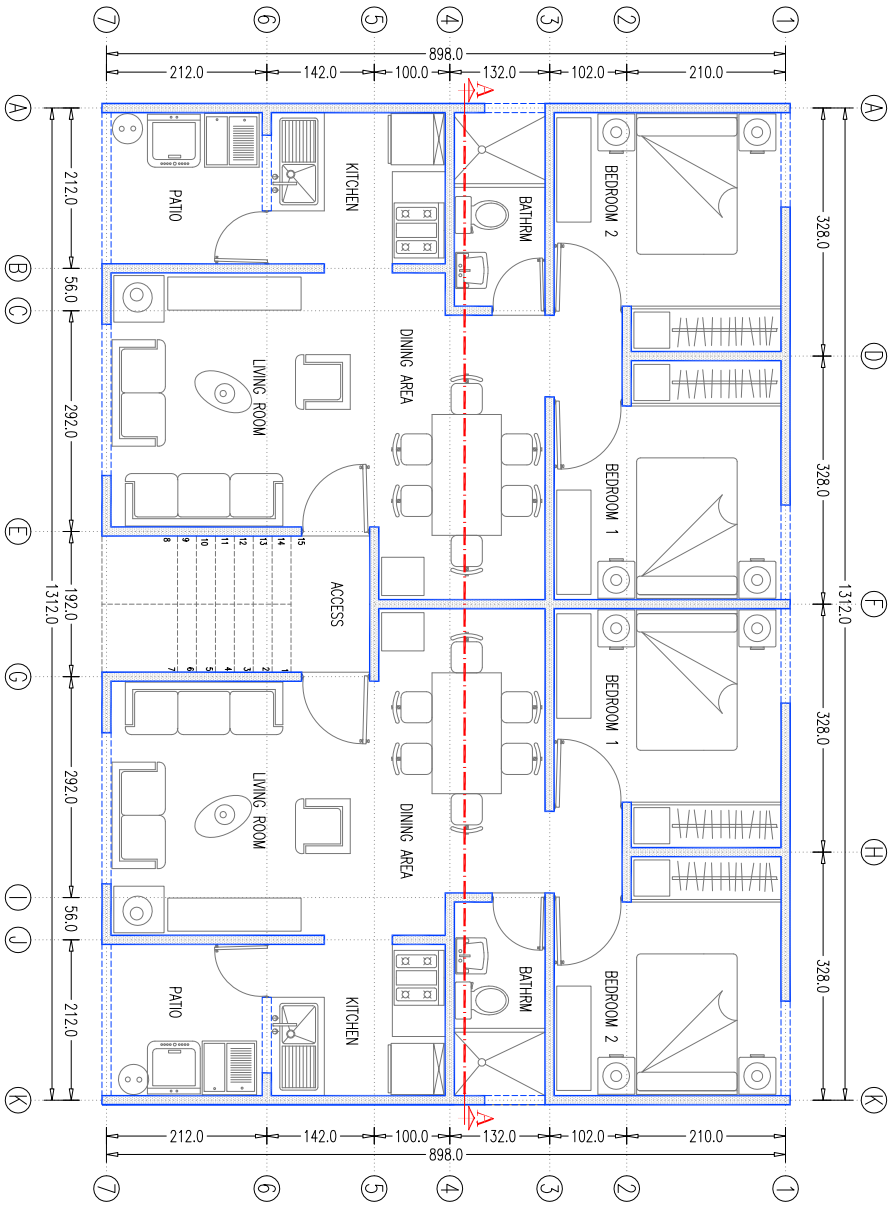 7 6 5 4 3 2 1
898.0
212.0 142.0 100.0 132.0 102.0 210.0
A
A A
212.0 328.0
PATIO KITCHEN BATHRM BEDROOM 2
B
56.0
C
D
LIVING ROOM DINING AREA
292.0 328.0
BEDROOM 1
E
8 9 10 11 12 13 14 15
1312.0 192.0 ACCESS F 1312.0
7 6 5 4 3 2 1
G
BEDROOM 1
292.0 328.0
LIVING ROOM DINING AREA
H
I
56.0
J
PATIO KITCHEN BATHRM BEDROOM 2
212.0 328.0
K
A K
212.0 142.0 100.0 132.0 102.0 210.0
898.0
7 6 5 4 3 2 1